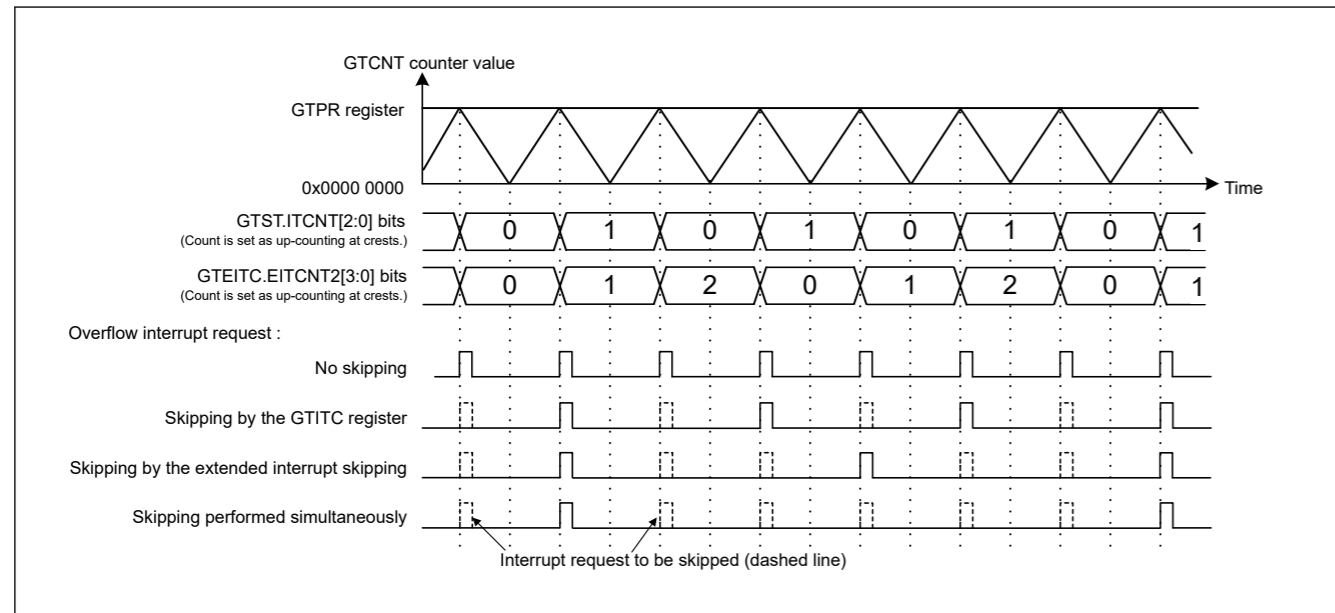 GTCNT counter value
GTPR register
0x0000 0000
Time
GTST.ITCNT[2:0] bits
(Count is set as up-counting at crests.)
0 1 0 1 0 1 0 1
GTEITC.EITCNT2[3:0] bits
(Count is set as up-counting at crests.)
0 1 2 0 1 2 0 1
Overflow interrupt request :
No skipping
Skipping by the GTITC register
Skipping by the extended interrupt skipping
Skipping performed simultaneously
Interrupt request to be skipped (dashed line)